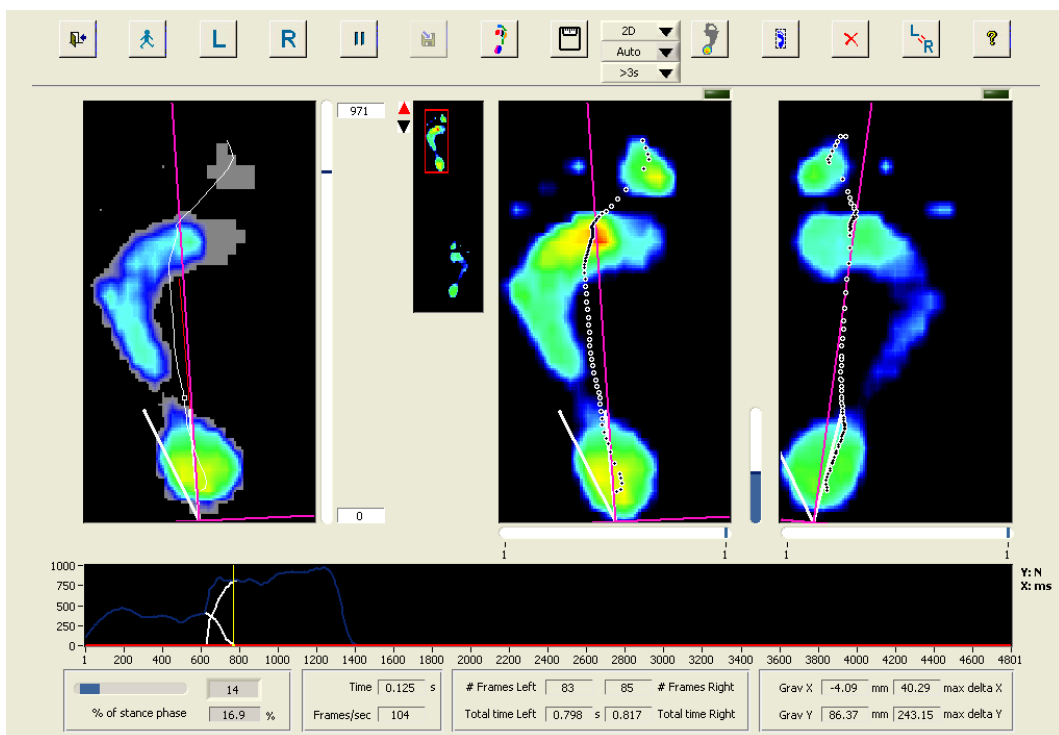 L R 2D
Auto
>3s
L R ?
971
0
1 1 1 1
1000
750
500
250
0
Y: N
X: ms
1 200 400 600 800 1000 1200 1400 1600 1800 2000 2200 2400 2600 2800 3000 3200 3400 3600 3800 4000 4200 4400 4600 4801
14
% of stance phase 16.9 %
Time 0.125 s
Frames/sec 104
# Frames Left 83 85 # Frames Right
Total time Left 0.798 s 0.817 Total time Right
Grav X -4.09 mm 40.29 max delta X
Grav Y 86.37 mm 243.15 max delta Y